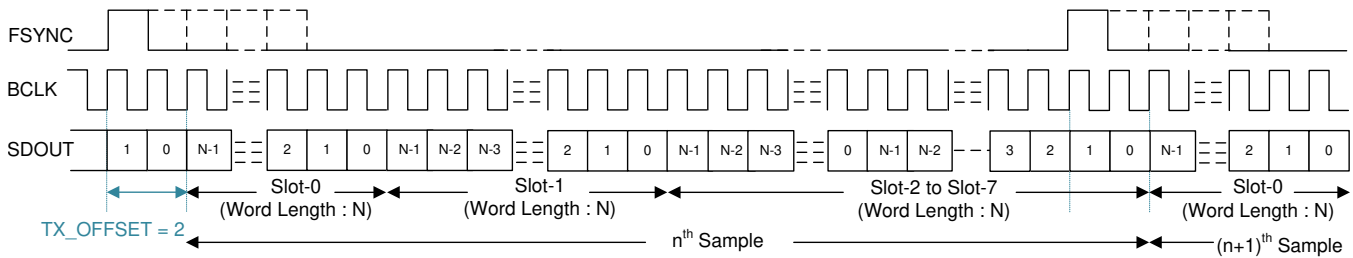 FSYNC
BCLK
SDOUT 1 0 N-1 2 1 0 N-1 N-2 N-3 2 1 0 N-1 N-2 N-3 0 N-1 N-2 3 2 1 0 N-1 2 1 0
Slot-0 Slot-1 Slot-2 to Slot-7 Slot-0
(Word Length : N) (Word Length : N) (Word Length : N) (Word Length : N)
TX_OFFSET = 2
nth Sample (n+1)th Sample